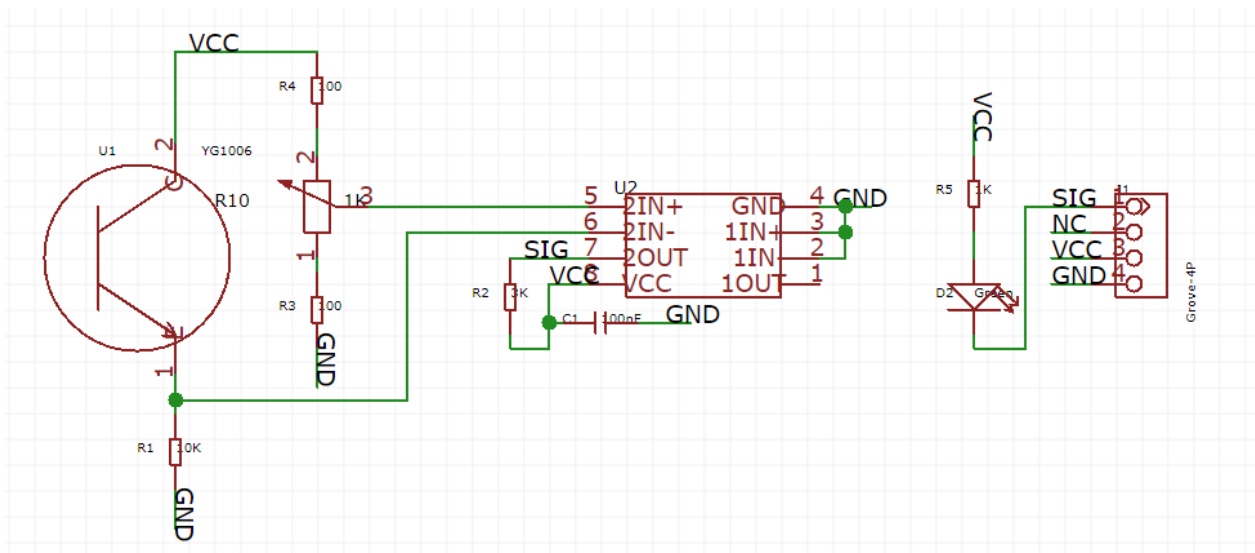 VCC
R4 100
2
U1
YG1006
2
C
R10
1K
3
1
R3 100
GND
E
1
R1 10K
GND
U2
5 2IN+ GND 4 GND
6 2IN- 1IN+ 3
SIG 7 2OUT 1IN- 2
VCC 8 VCC 1OUT 1
R2 3K
C1 100nF GND
VCC
R5 1K
D2 Green
J1
SIG 1
NC 2
VCC 3
GND 4
Grove-4P